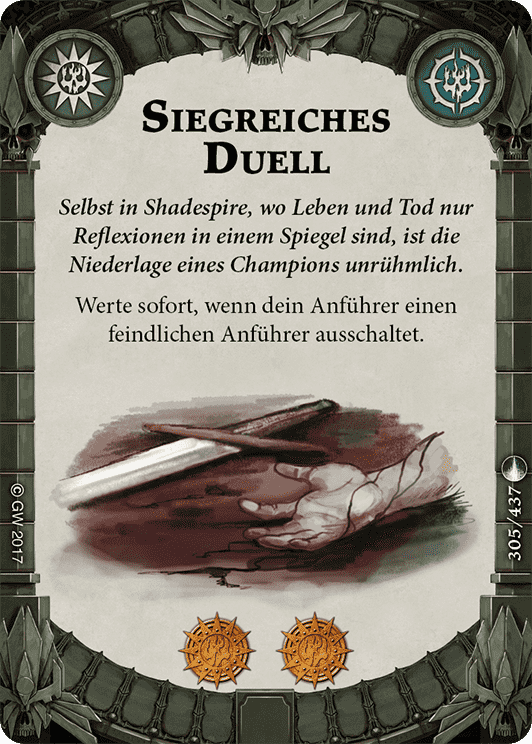 Siegreiches
Duell
Selbst in Shadespire, wo Leben und Tod nur
Reflexionen in einem Spiegel sind, ist die
Niederlage eines Champions unrühmlich.
Werte sofort, wenn dein Anführer einen
feindlichen Anführer ausschaltet.
© GW 2017
305/437